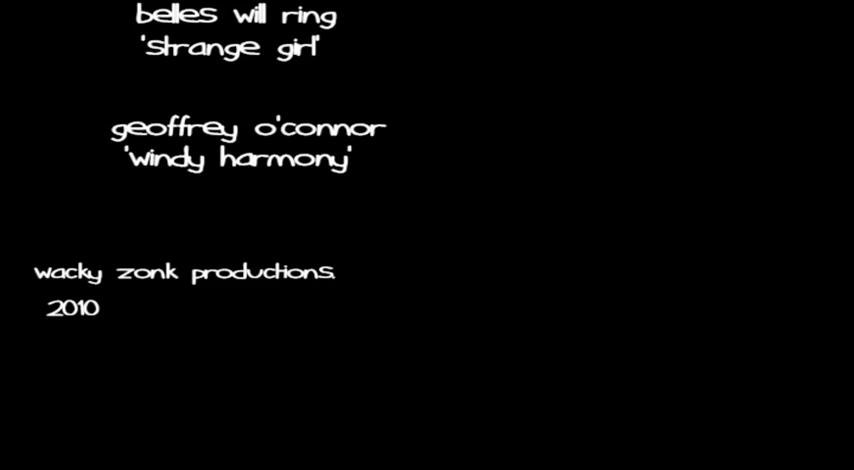 belles will ring
'strange girl'
geoffrey o'connor
'windy harmony'
wacky zonk productions.
2010